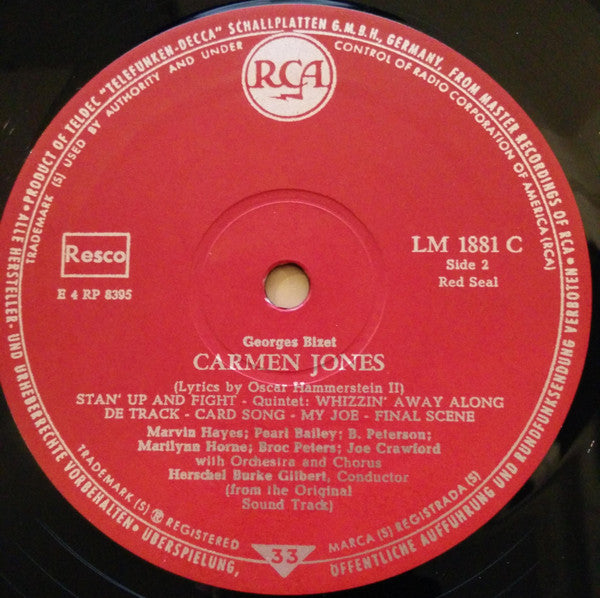 PRODUCT OF TELDEC "TELEFUNKEN-DECCA" SCHALLPLATTEN G.M.B.H., GERMANY, FROM MASTER RECORDINGS OF RCA
TRADEMARK (S) USED BY AUTHORITY AND UNDER CONTROL OF RADIO CORPORATION OF AMERICA (RCA)
RCA
Resco
E 4 RP 8395
LM 1881 C
Side 2
Red Seal
Georges Bizet
CARMEN JONES
(Lyrics by Oscar Hammerstein II)
STAN' UP AND FIGHT - Quintet: WHIZZIN' AWAY ALONG
DE TRACK - CARD SONG - MY JOE - FINAL SCENE
Marvin Hayes; Pearl Bailey; B. Peterson;
Marilynn Horne; Broc Peters; Joe Crawford
with Orchestra and Chorus
Herschel Burke Gilbert, Conductor
(from the Original
Sound Track)
TRADEMARK (S) ® REGISTERED
33
MARCA (S) REGISTRADA (S)
• ALLE HERSTELLER- UND URHEBERRECHTE VORBEHALTEN • ÜBERSPIELUNG, ÖFFENTLICHE AUFFÜHRUNG UND RUNDFUNKSENDUNG VERBOTEN •